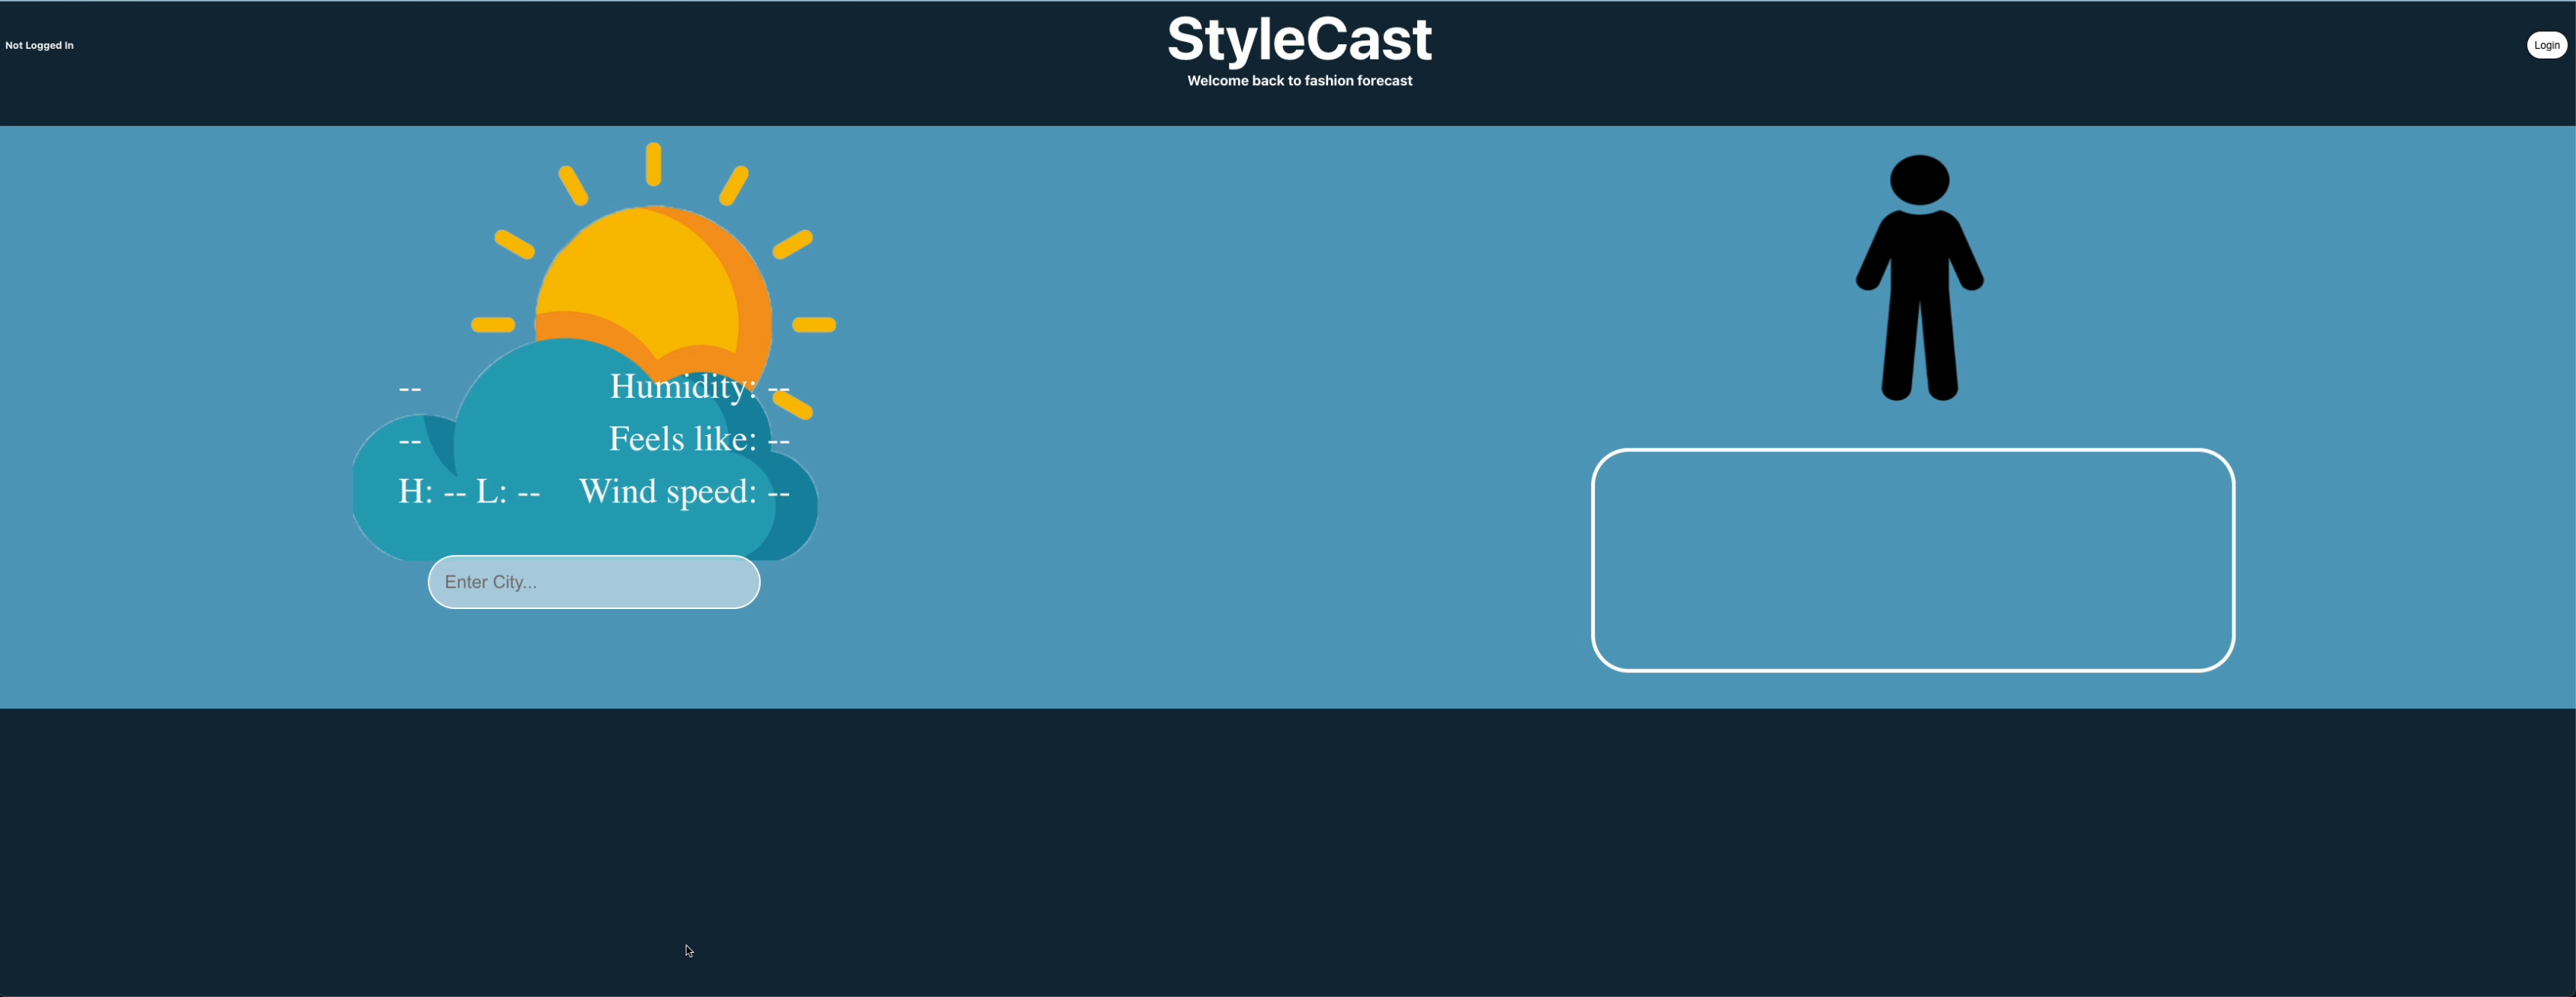 StyleCast
Not Logged In
Login
Welcome back to fashion forecast
-- Humidity: --
-- Feels like: --
H: -- L: -- Wind speed: --
Enter City...